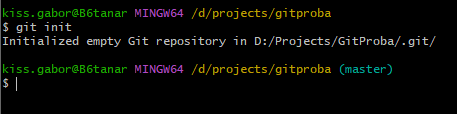 kiss.gabor@B6tanar MINGW64 /d/projects/gitproba
$ git init
Initialized empty Git repository in D:/Projects/GitProba/.git/
kiss.gabor@B6tanar MINGW64 /d/projects/gitproba (master)
$